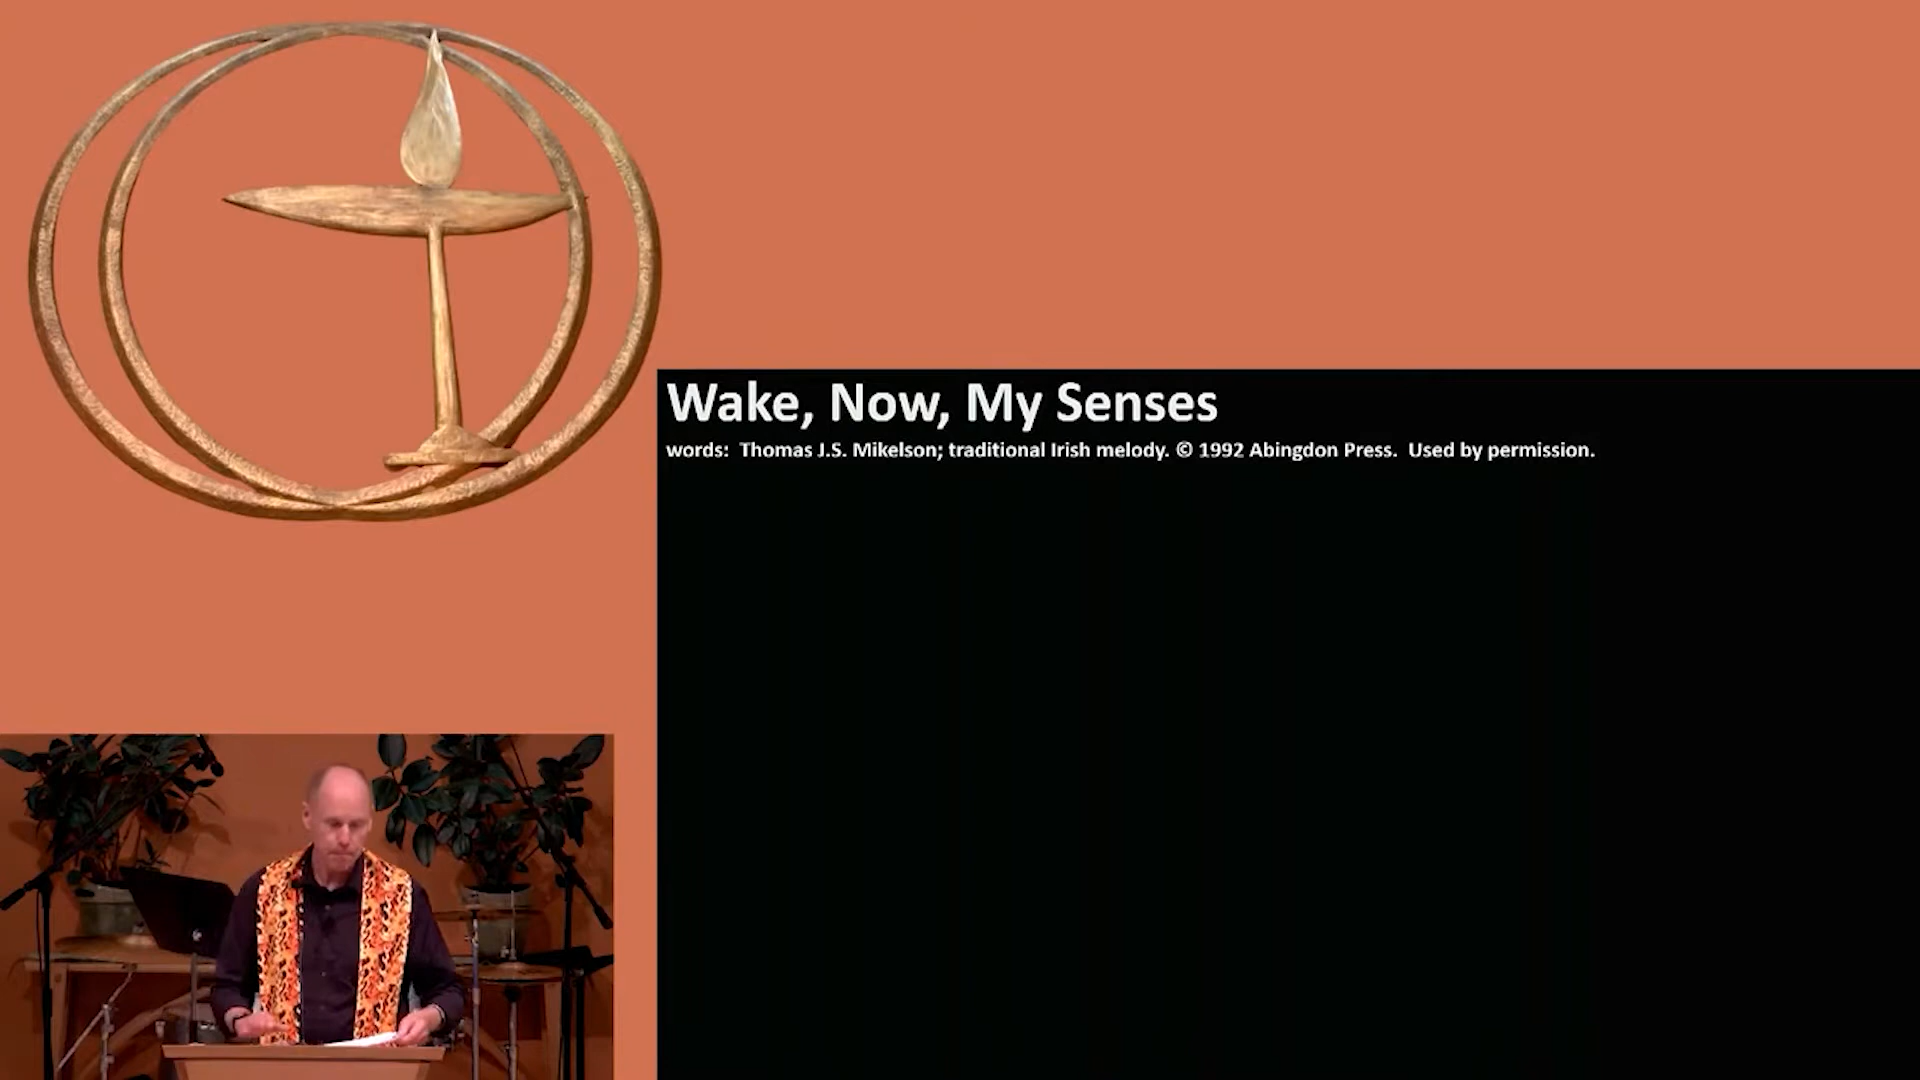 Wake, Now, My Senses
words: Thomas J.S. Mikelson; traditional Irish melody. © 1992 Abingdon Press. Used by permission.